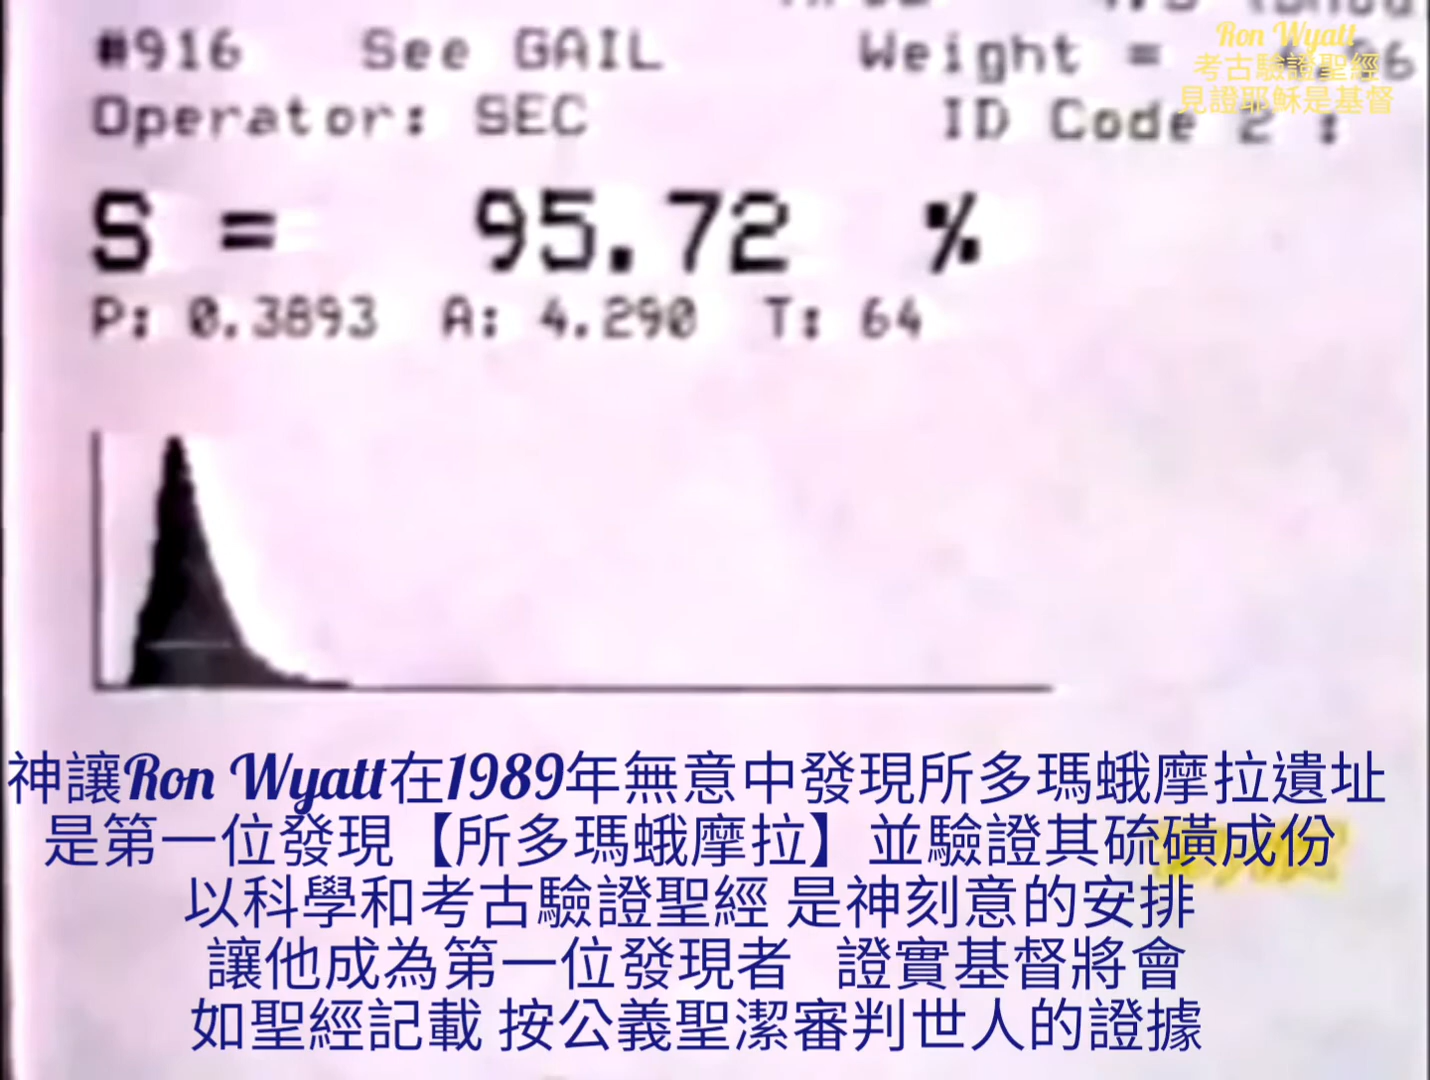 #916 See GAIL Weight =
Ron Wyatt
考古驗證聖經
見證耶穌是基督
Operator: SEC ID Code 2 :
S = 95.72 %
P: 0.3893 A: 4.290 T: 64
神讓Ron Wyatt在1989年無意中發現所多瑪蛾摩拉遺址
是第一位發現【所多瑪蛾摩拉】並驗證其硫磺成份
以科學和考古驗證聖經 是神刻意的安排
讓他成為第一位發現者 證實基督將會
如聖經記載 按公義聖潔審判世人的證據